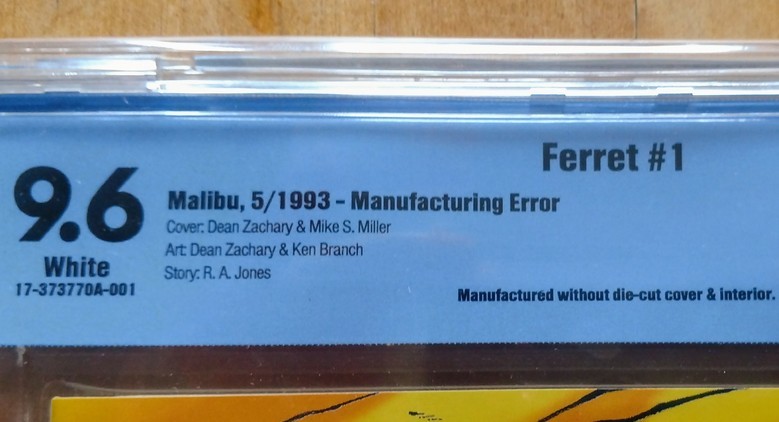 Ferret #1
9.6
White
17-373770A-001
Malibu, 5/1993 - Manufacturing Error
Cover: Dean Zachary & Mike S. Miller
Art: Dean Zachary & Ken Branch
Story: R. A. Jones
Manufactured without die-cut cover & interior.